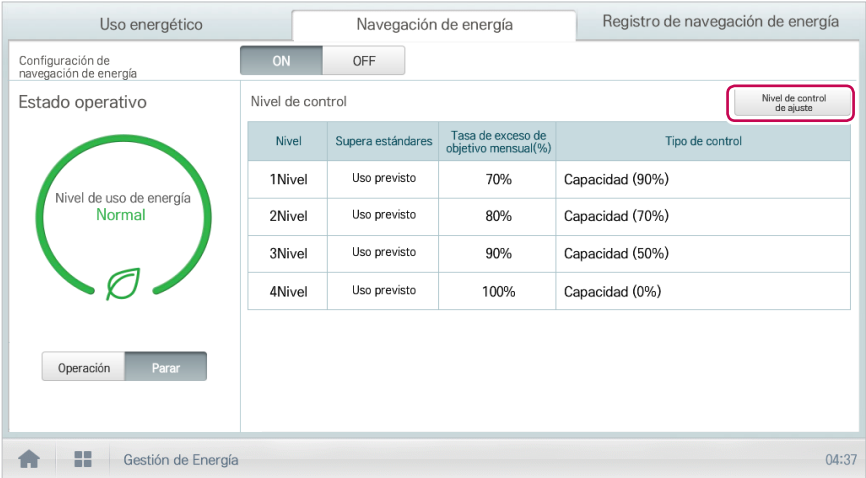 Uso energético
Navegación de energía
Registro de navegación de energía
Configuración de
navegación de energía
ON
OFF
Estado operativo
Nivel de uso de energía
Normal
Operación
Parar
Nivel de control
Nivel de control
de ajuste
Nivel
Supera estándares
Tasa de exceso de
objetivo mensual(%)
Tipo de control
1Nivel
Uso previsto
70%
Capacidad (90%)
2Nivel
Uso previsto
80%
Capacidad (70%)
3Nivel
Uso previsto
90%
Capacidad (50%)
4Nivel
Uso previsto
100%
Capacidad (0%)
Gestión de Energía
04:37